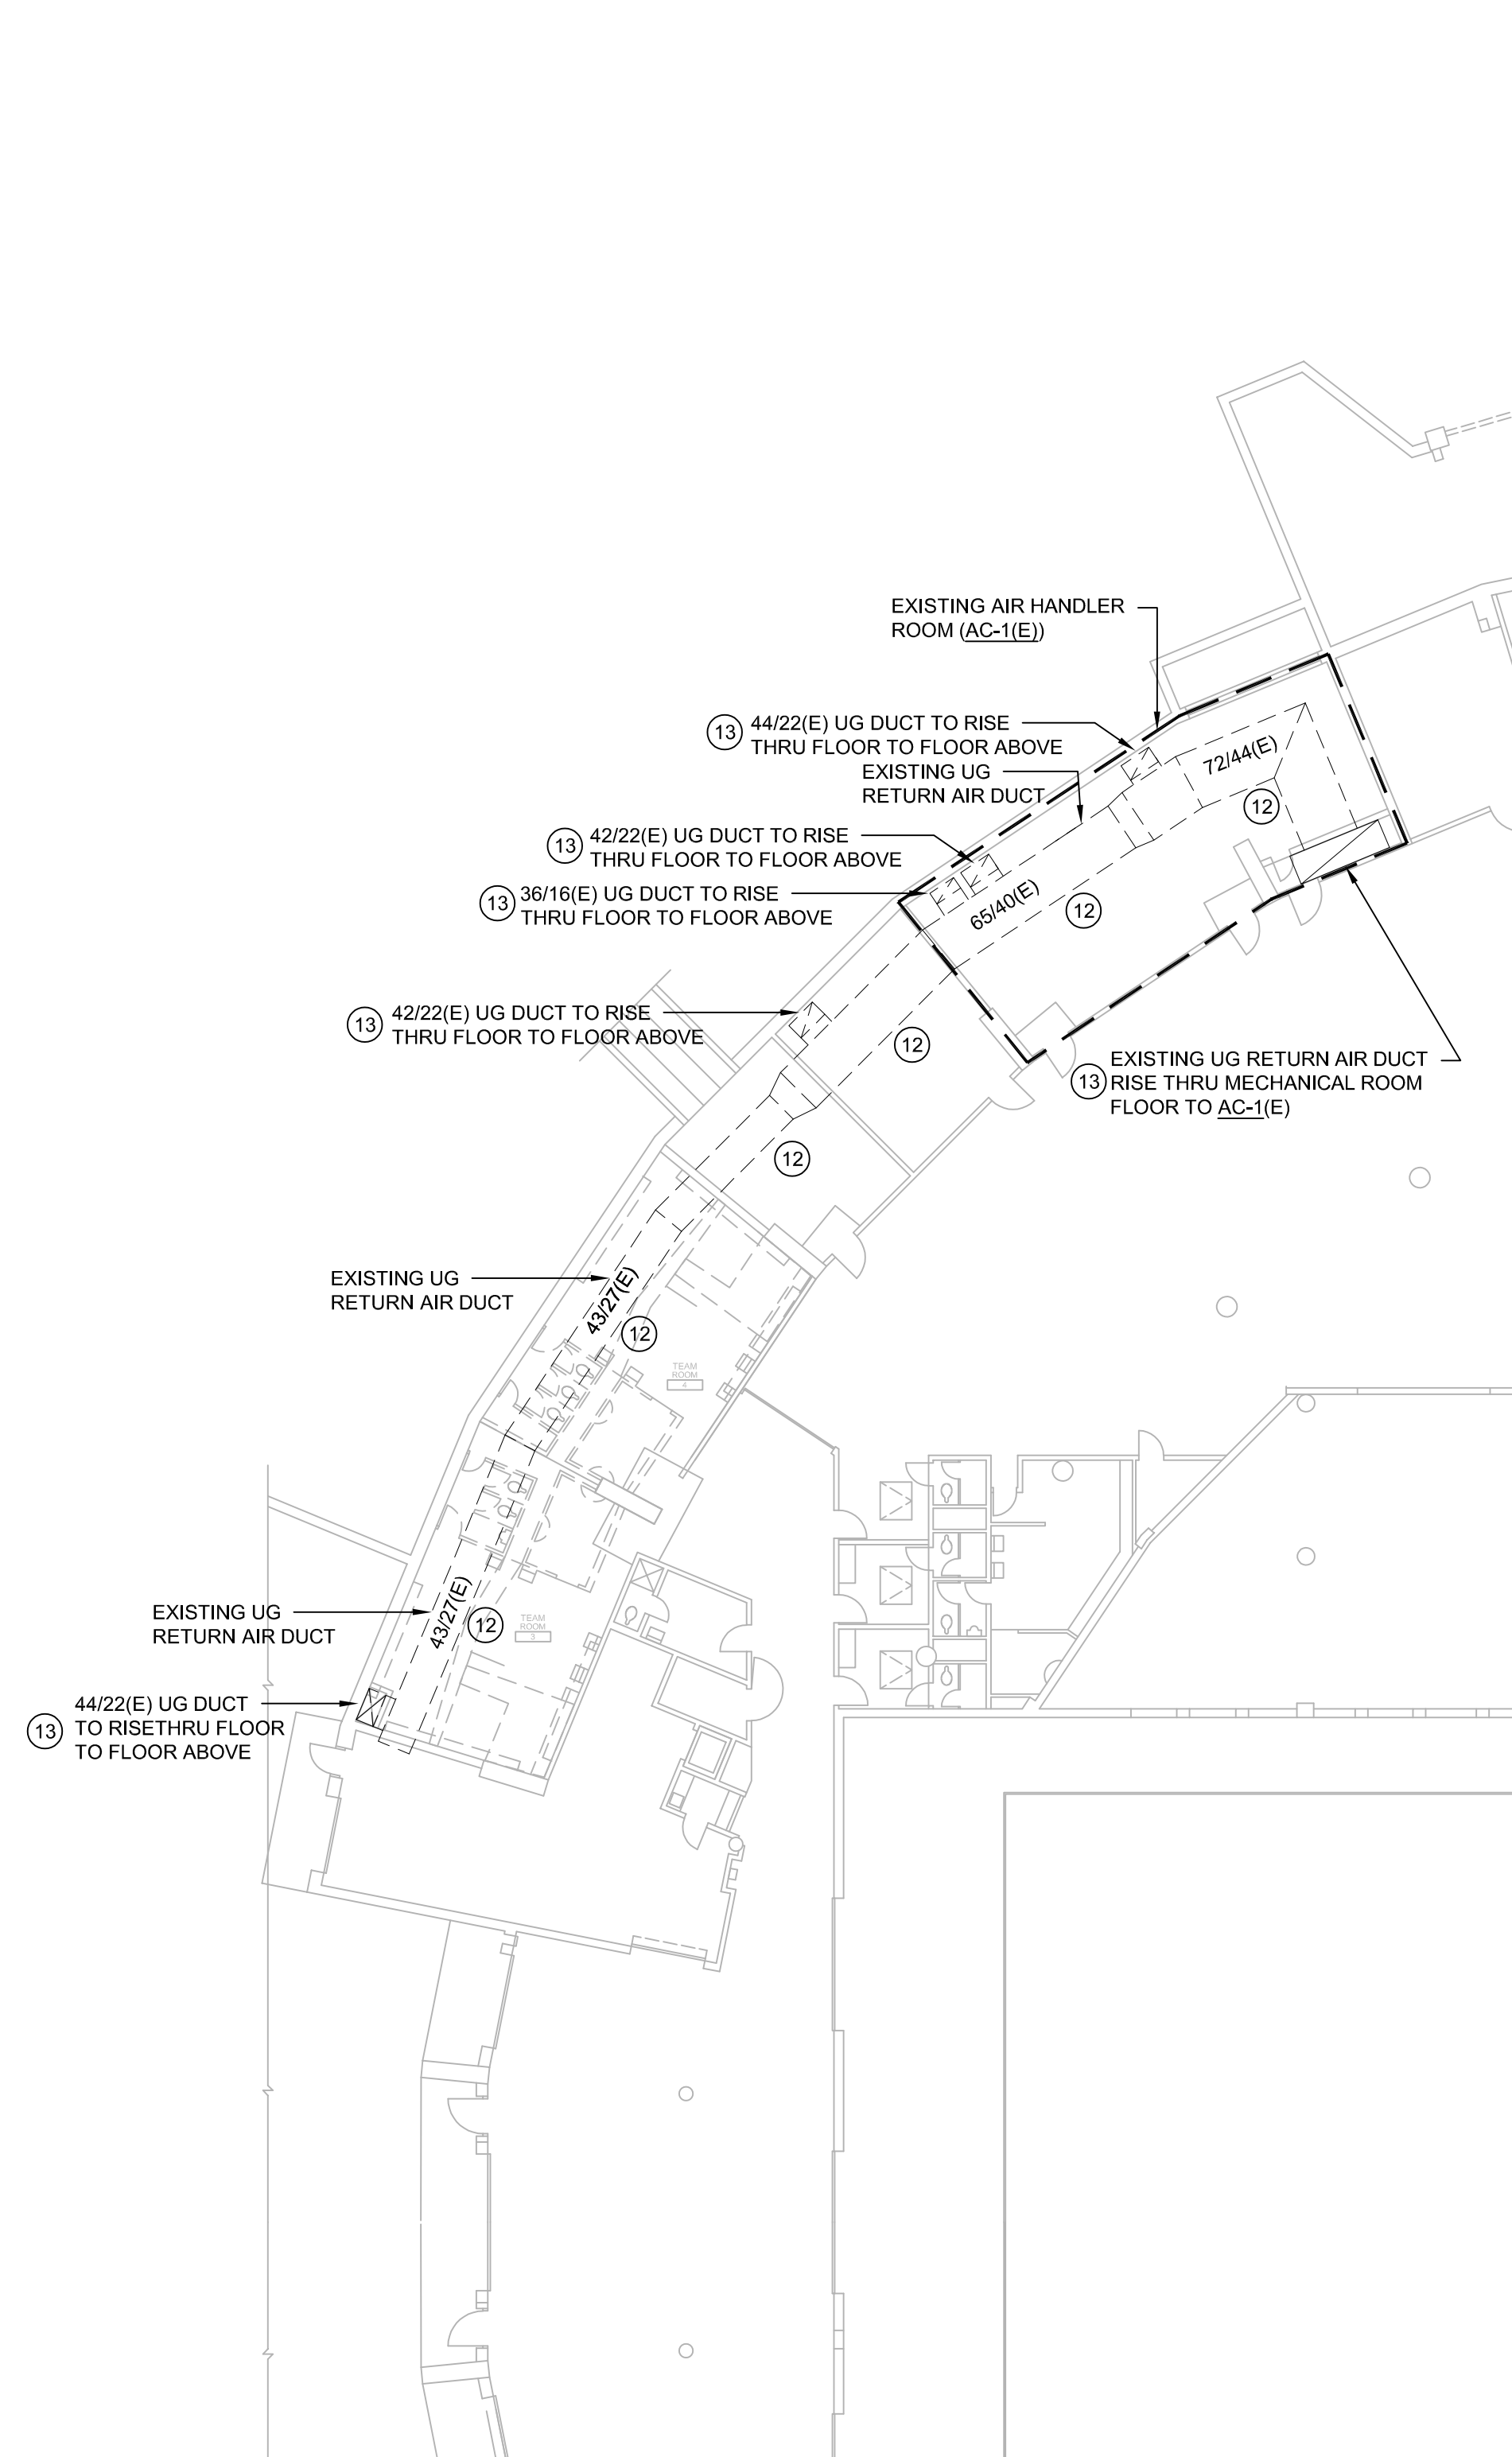 EXISTING AIR HANDLER
ROOM (AC-1(E))
13
44/22(E) UG DUCT TO RISE
THRU FLOOR TO FLOOR ABOVE
EXISTING UG
RETURN AIR DUCT
72/44(E)
12
13
42/22(E) UG DUCT TO RISE
THRU FLOOR TO FLOOR ABOVE
13
36/16(E) UG DUCT TO RISE
THRU FLOOR TO FLOOR ABOVE
65/40(E)
12
13
42/22(E) UG DUCT TO RISE
THRU FLOOR TO FLOOR ABOVE
12
13
EXISTING UG RETURN AIR DUCT
RISE THRU MECHANICAL ROOM
FLOOR TO AC-1(E)
12
EXISTING UG
RETURN AIR DUCT
43/27(E)
12
TEAM
ROOM
4
EXISTING UG
RETURN AIR DUCT
43/27(E)
12
TEAM
ROOM
3
13
44/22(E) UG DUCT
TO RISETHRU FLOOR
TO FLOOR ABOVE